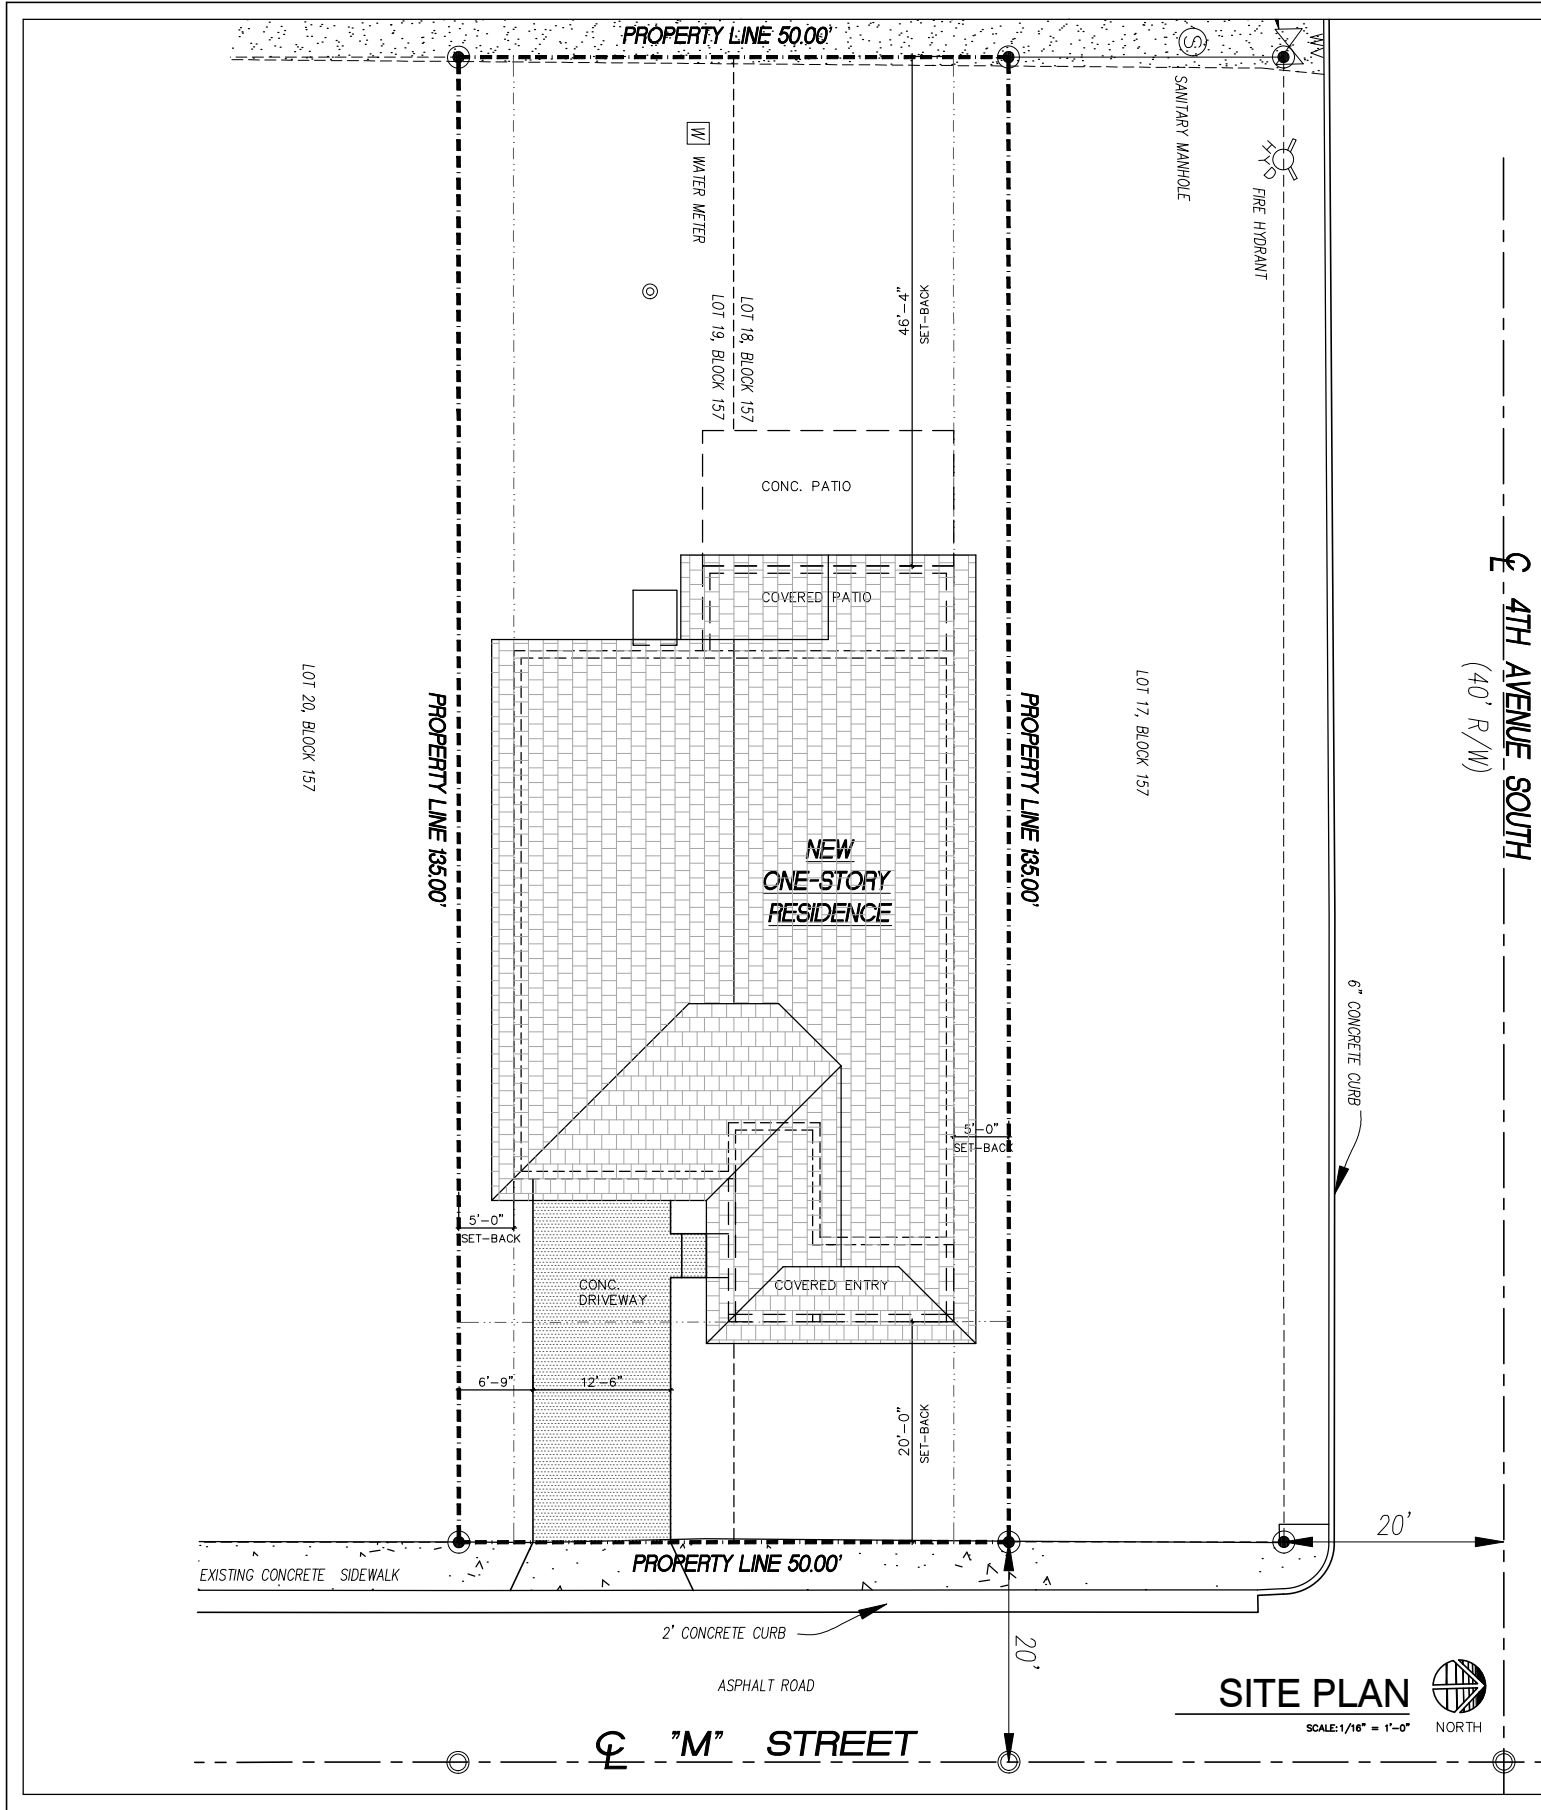 PROPERTY LINE 50.00'
S
SANITARY MANHOLE
WV
HYD
FIRE HYDRANT
W
WATER METER
46'-4"
SET-BACK
LOT 18, BLOCK 157
LOT 19, BLOCK 157
CONC. PATIO
COVERED PATIO
℄ 4TH AVENUE SOUTH
(40' R/W)
LOT 20, BLOCK 157
PROPERTY LINE 135.00'
PROPERTY LINE 135.00'
LOT 17, BLOCK 157
NEW
ONE-STORY
RESIDENCE
6" CONCRETE CURB
5'-0"
SET-BACK
5'-0"
SET-BACK
CONC.
DRIVEWAY
COVERED ENTRY
6'-9"
12'-6"
20'-0"
SET-BACK
20'
PROPERTY LINE 50.00'
EXISTING CONCRETE SIDEWALK
2' CONCRETE CURB
20'
ASPHALT ROAD
℄ "M" STREET
SITE PLAN
SCALE: 1/16" = 1'-0"
NORTH